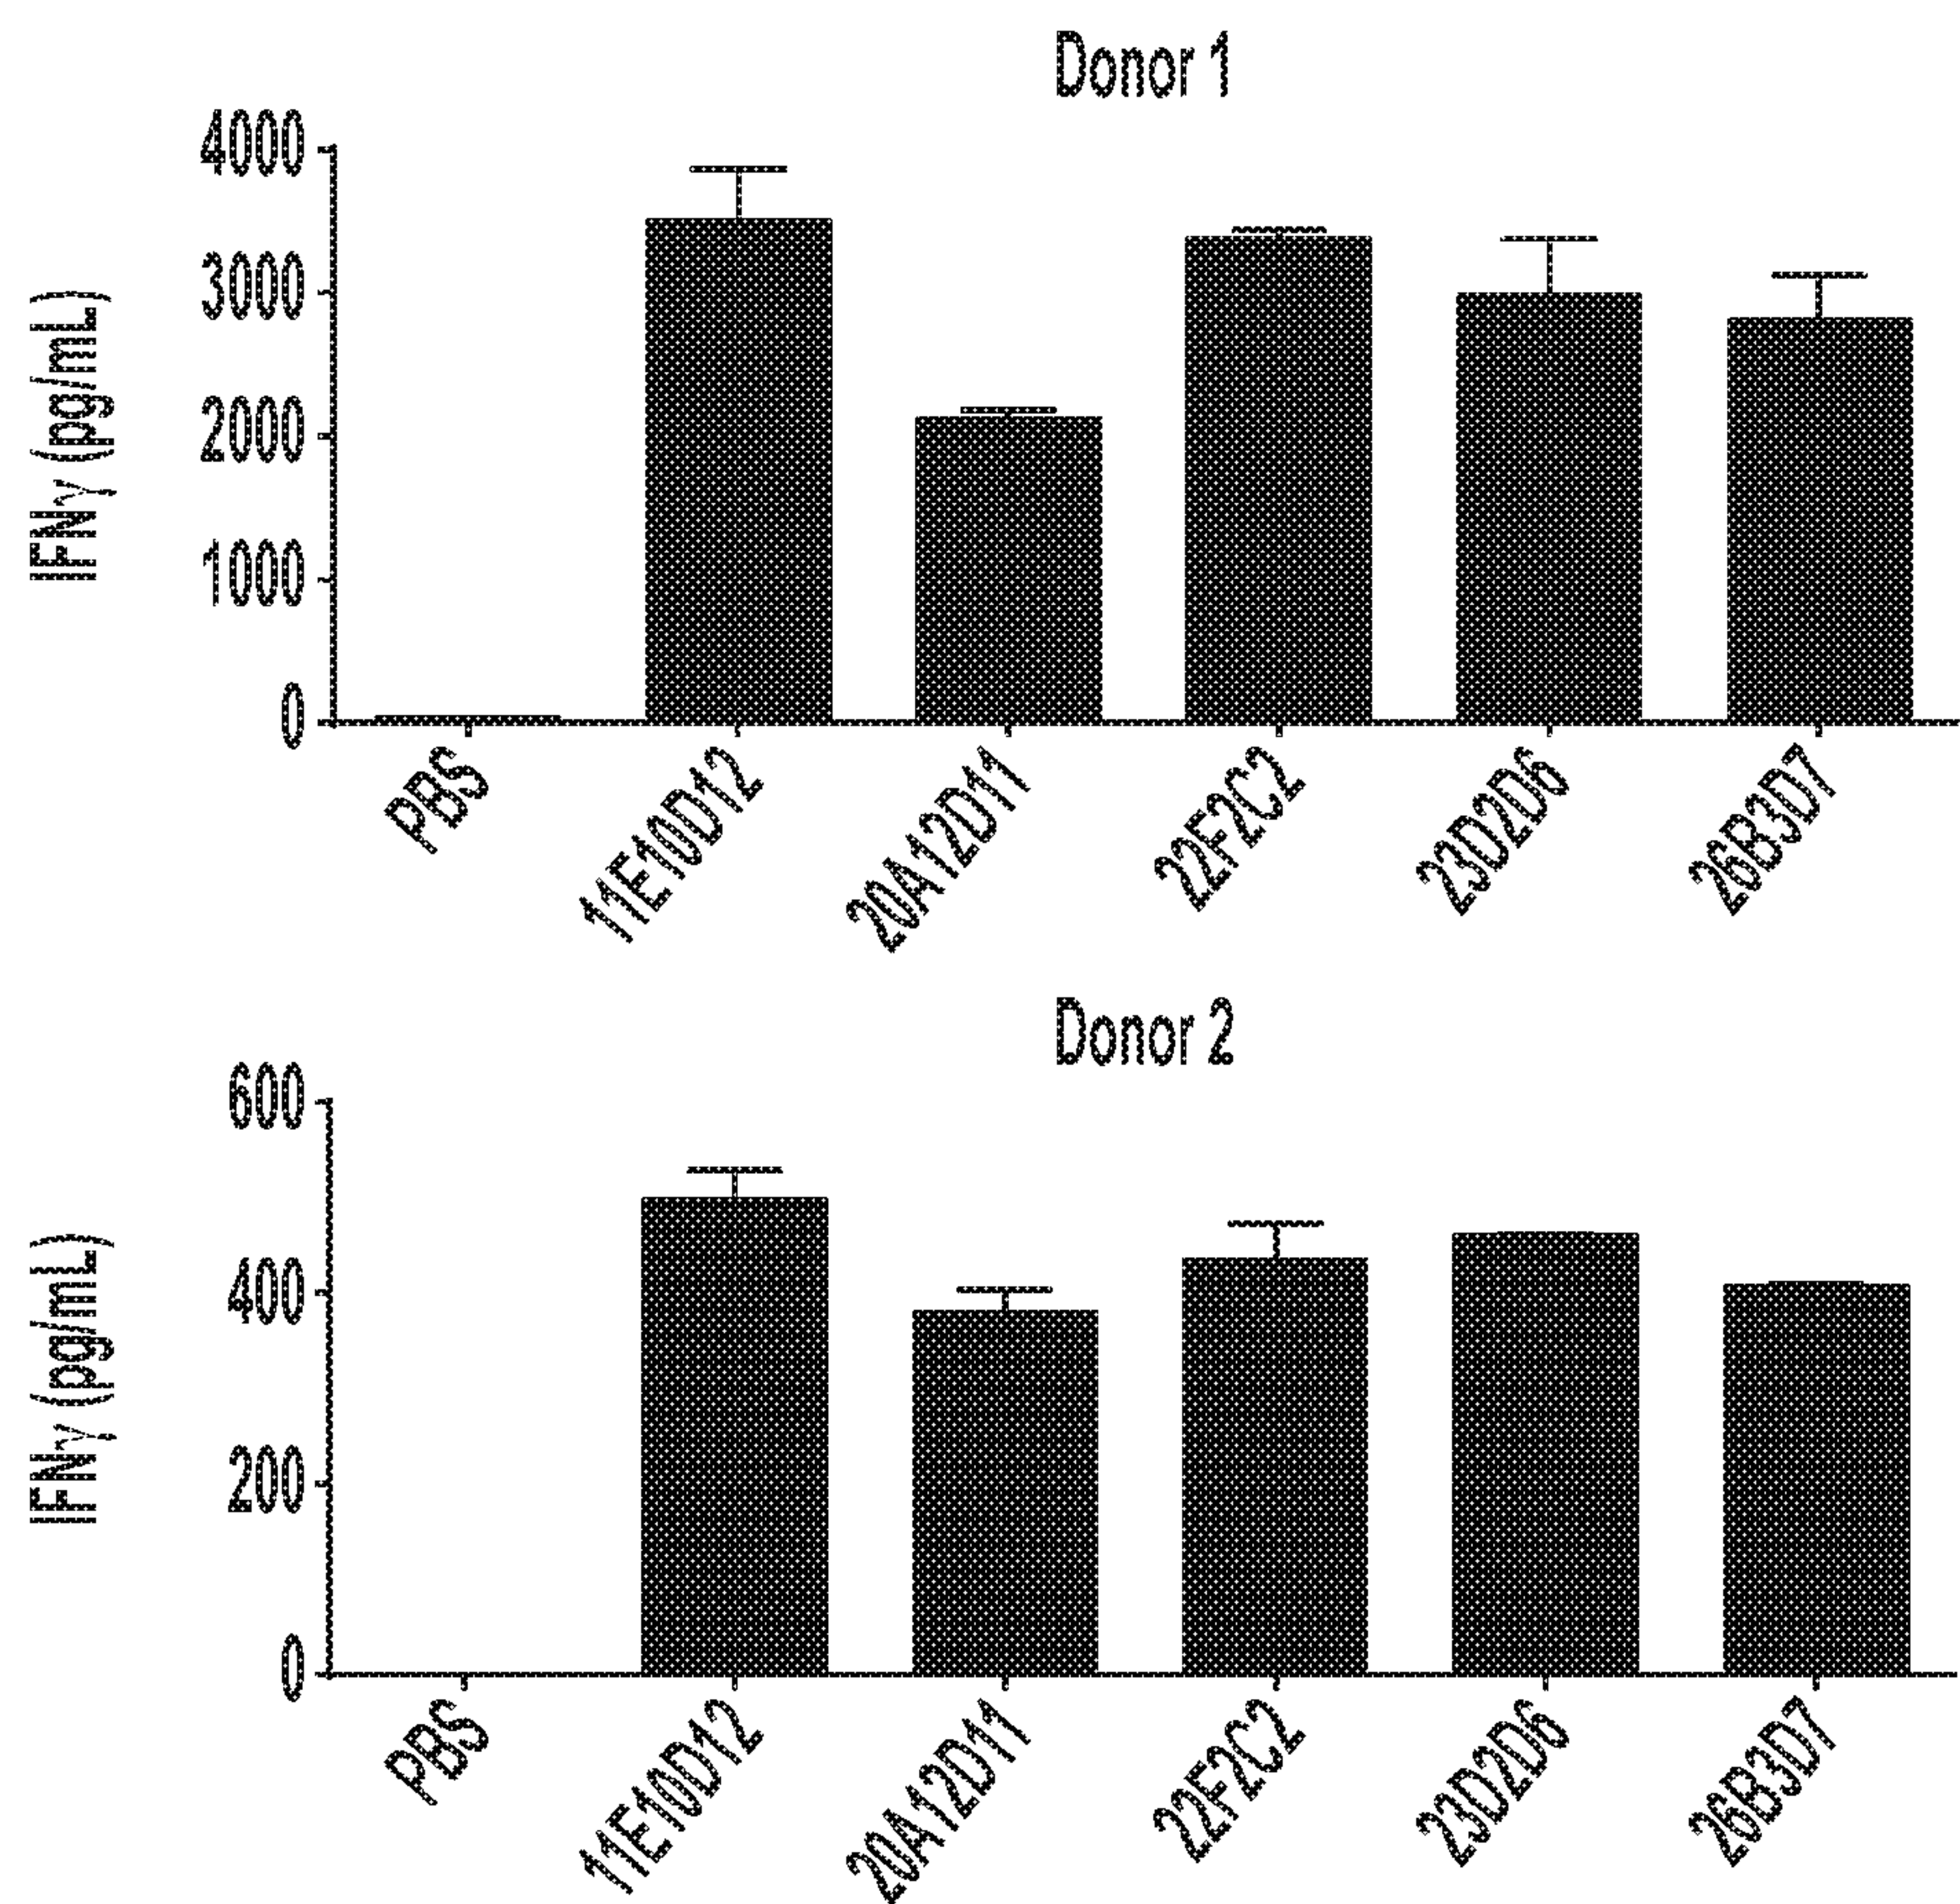 Donor 1
IFNγ (pg/mL)
4000
3000
2000
1000
0
PBS
11E10D12
20A12D11
22F2C2
23D2D6
26B3D7
Donor 2
IFNγ (pg/mL)
600
400
200
0
PBS
11E10D12
20A12D11
22F2C2
23D2D6
26B3D7